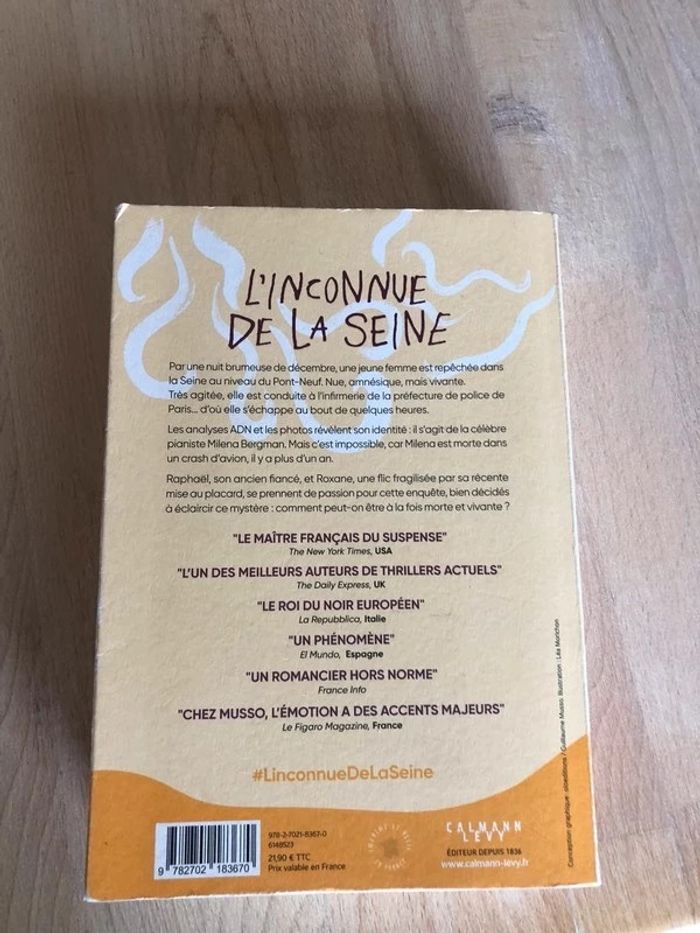 L'INCONNUE
DE LA SEINE
Par une nuit brumeuse de décembre, une jeune femme est repêchée dans
la Seine au niveau du Pont-Neuf. Nue, amnésique, mais vivante.
Très agitée, elle est conduite à l'infirmerie de la préfecture de police de
Paris... d'où elle s'échappe au bout de quelques heures.
Les analyses ADN et les photos révèlent son identité : il s'agit de la célèbre
pianiste Milena Bergman. Mais c'est impossible, car Milena est morte dans
un crash d'avion, il y a plus d'un an.
Raphaël, son ancien fiancé, et Roxane, une flic fragilisée par sa récente
mise au placard, se prennent de passion pour cette enquête, bien décidés
à éclaircir ce mystère : comment peut-on être à la fois morte et vivante ?
"LE MAÎTRE FRANÇAIS DU SUSPENSE"
The New York Times, USA
"L'UN DES MEILLEURS AUTEURS DE THRILLERS ACTUELS"
The Daily Express, UK
"LE ROI DU NOIR EUROPÉEN"
La Repubblica, Italie
"UN PHÉNOMÈNE"
El Mundo, Espagne
"UN ROMANCIER HORS NORME"
France Info
"CHEZ MUSSO, L'ÉMOTION A DES ACCENTS MAJEURS"
Le Figaro Magazine, France
#LinconnueDeLaSeine
978-2-7021-8367-0
6148523
21,90 € TTC
Prix valable en France
9 782702 183670
CALMANN
LEVY
ÉDITEUR DEPUIS 1836
www.calmann-levy.fr
Conception graphique : oloeditions / Guillaume Musso. Illustration : Léa Morichon